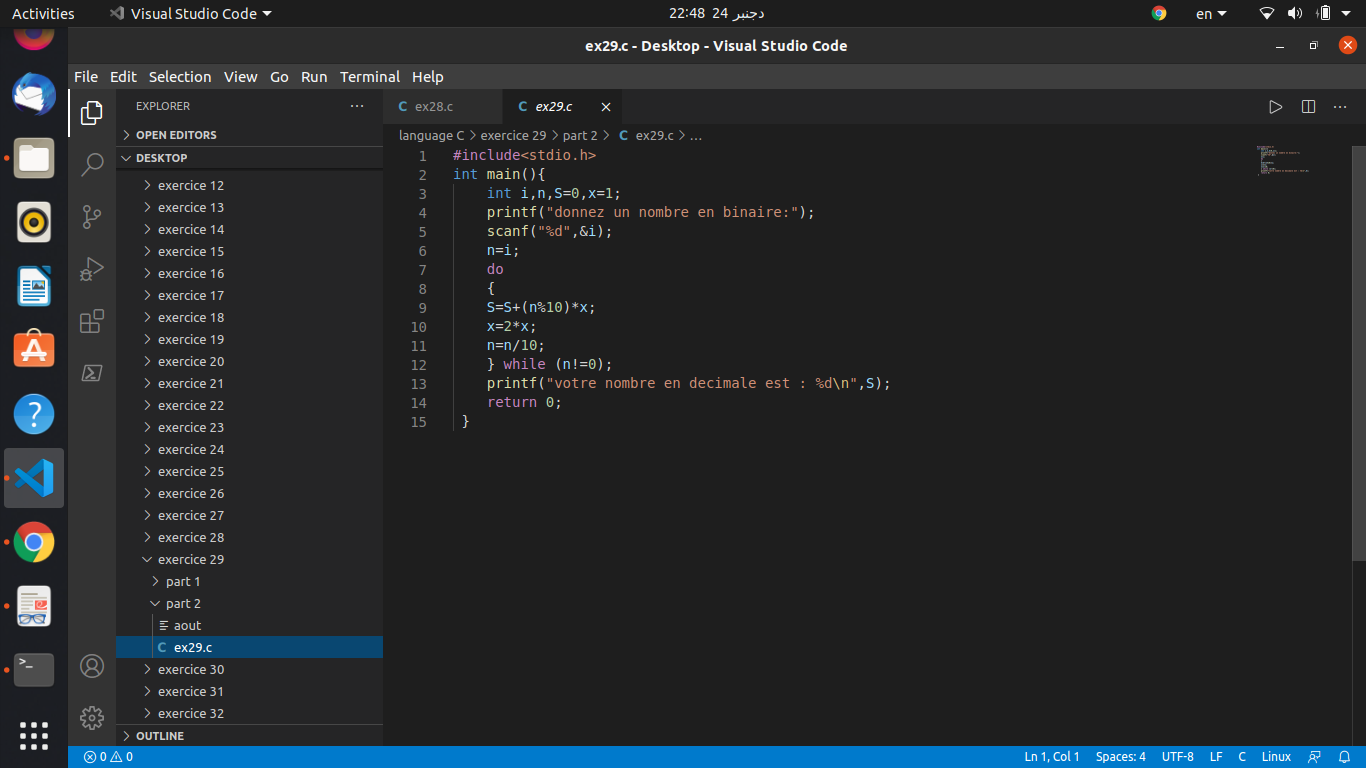 Activities Visual Studio Code 22:48 24 دجنبر en
ex29.c - Desktop - Visual Studio Code
File Edit Selection View Go Run Terminal Help
EXPLORER
OPEN EDITORS
DESKTOP
exercice 12
exercice 13
exercice 14
exercice 15
exercice 16
exercice 17
exercice 18
exercice 19
exercice 20
exercice 21
exercice 22
exercice 23
exercice 24
exercice 25
exercice 26
exercice 27
exercice 28
exercice 29
part 1
part 2
aout
C ex29.c
exercice 30
exercice 31
exercice 32
OUTLINE
C ex28.c C ex29.c
language C > exercice 29 > part 2 > C ex29.c > ...
1 #include<stdio.h>
2 int main(){
3 int i,n,S=0,x=1;
4 printf("donnez un nombre en binaire:");
5 scanf("%d",&i);
6 n=i;
7 do
8 {
9 S=S+(n%10)*x;
10 x=2*x;
11 n=n/10;
12 } while (n!=0);
13 printf("votre nombre en decimale est : %d\n",S);
14 return 0;
15 }
0 0 Ln 1, Col 1 Spaces: 4 UTF-8 LF C Linux